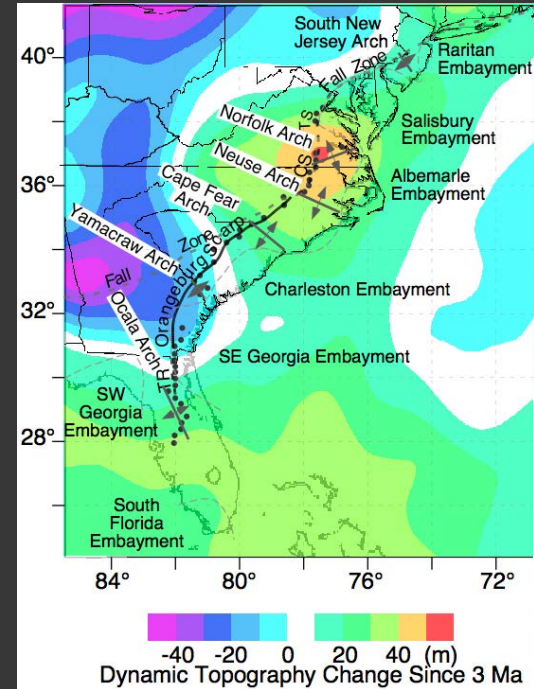 South New
Jersey Arch
40°
Raritan
Embayment
Fall Zone
Norfolk Arch
Salisbury
Embayment
Neuse Arch
CS
TS
36°
Albemarle
Embayment
Cape Fear
Arch
Yamacraw Arch
Zone
Orangeburg Scarp
Fall
Charleston Embayment
32°
Ocala Arch
TR
SE Georgia Embayment
SW
Georgia
Embayment
28°
South
Florida
Embayment
84° 80° 76° 72°
-40 -20 0 20 40 (m)
Dynamic Topography Change Since 3 Ma